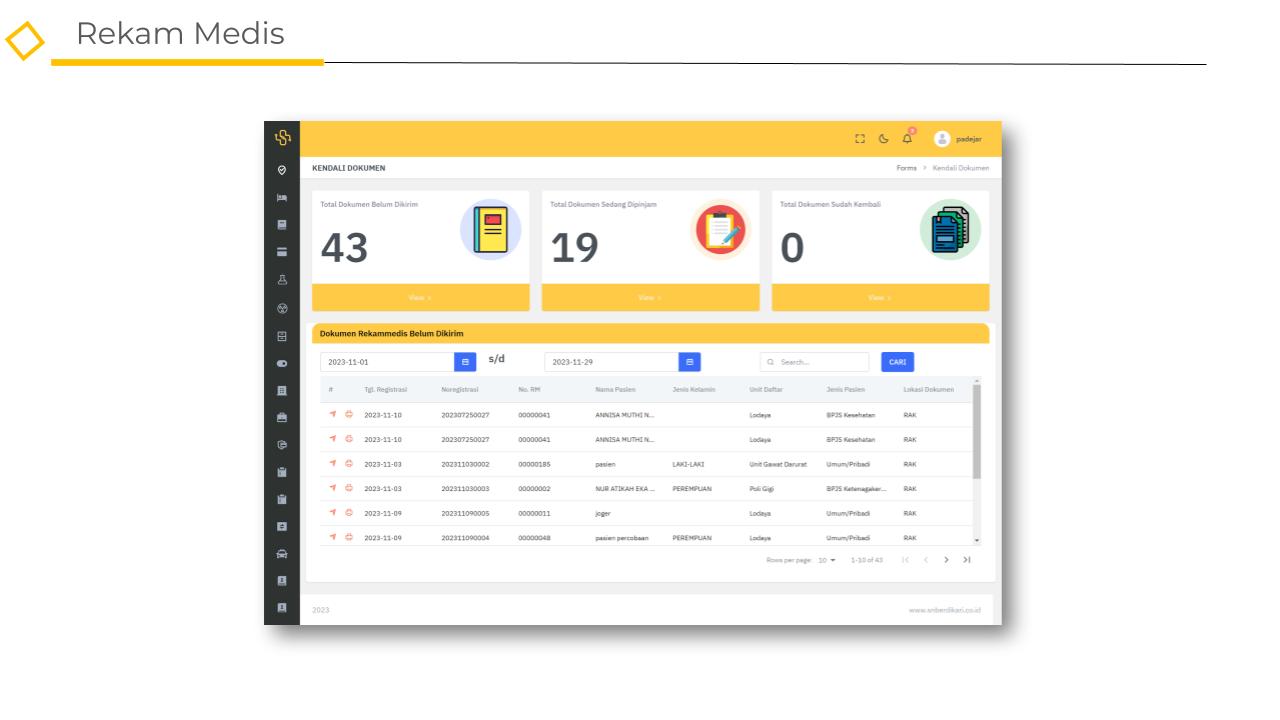 Rekam Medis
padejar
KENDALI DOKUMEN
Forms > Kendali Dokumen
Total Dokumen Belum Dikirim
43
View >
Total Dokumen Sedang Dipinjam
19
View >
Total Dokumen Sudah Kembali
0
View >
Dokumen Rekammedis Belum Dikirim
2023-11-01 s/d 2023-11-29 Search... CARI
# Tgl. Registrasi Noregistrasi No. RM Nama Pasien Jenis Kelamin Unit Daftar Jenis Pasien Lokasi Dokumen
2023-11-10 202307250027 00000041 ANNISA MUTHI N... Lodaya BPJS Kesehatan RAK
2023-11-10 202307250027 00000041 ANNISA MUTHI N... Lodaya BPJS Kesehatan RAK
2023-11-03 202311030002 00000185 pasien LAKI-LAKI Unit Gawat Darurat Umum/Pribadi RAK
2023-11-03 202311030003 00000002 NUR ATIKAH EKA ... PEREMPUAN Poli Gigi BPJS Ketenagaker... RAK
2023-11-09 202311090005 00000011 joger Lodaya Umum/Pribadi RAK
2023-11-09 202311090004 00000048 pasien percobaan PEREMPUAN Lodaya Umum/Pribadi RAK
Rows per page: 10 1-10 of 43
2023